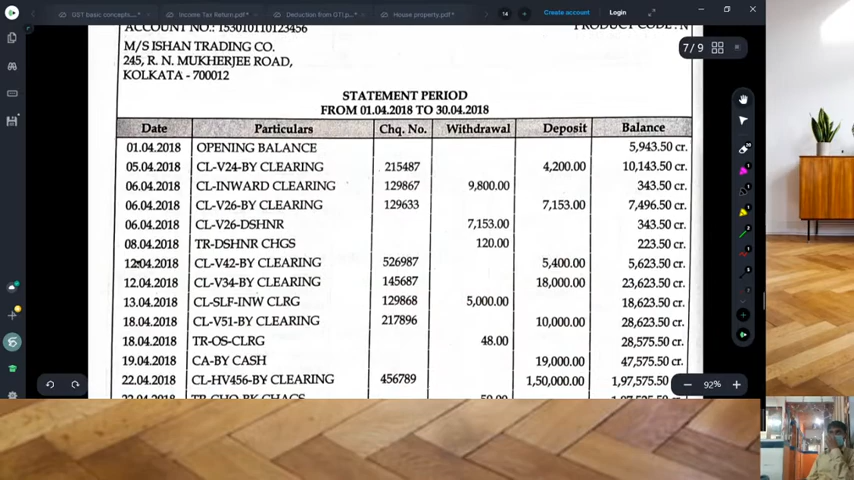 GST basic concepts....*
Income Tax Return.pdf*
Deduction from GTI.p...*
House property.pdf*
14
Create account
Login
ACCOUNT NO.: 153010110123456
PRODUCT CODE : N
M/S ISHAN TRADING CO.
245, R. N. MUKHERJEE ROAD,
KOLKATA - 700012
7/9
STATEMENT PERIOD
FROM 01.04.2018 TO 30.04.2018
Date Particulars Chq. No. Withdrawal Deposit Balance
01.04.2018 OPENING BALANCE 5,943.50 cr.
05.04.2018 CL-V24-BY CLEARING 215487 4,200.00 10,143.50 cr.
06.04.2018 CL-INWARD CLEARING 129867 9,800.00 343.50 cr.
06.04.2018 CL-V26-BY CLEARING 129633 7,153.00 7,496.50 cr.
06.04.2018 CL-V26-DSHNR 7,153.00 343.50 cr.
08.04.2018 TR-DSHNR CHGS 120.00 223.50 cr.
12.04.2018 CL-V42-BY CLEARING 526987 5,400.00 5,623.50 cr.
12.04.2018 CL-V34-BY CLEARING 145687 18,000.00 23,623.50 cr.
13.04.2018 CL-SLF-INW CLRG 129868 5,000.00 18,623.50 cr.
18.04.2018 CL-V51-BY CLEARING 217896 10,000.00 28,623.50 cr.
18.04.2018 TR-OS-CLRG 48.00 28,575.50 cr.
19.04.2018 CA-BY CASH 19,000.00 47,575.50 cr.
22.04.2018 CL-HV456-BY CLEARING 456789 1,50,000.00 1,97,575.50 cr.
92%